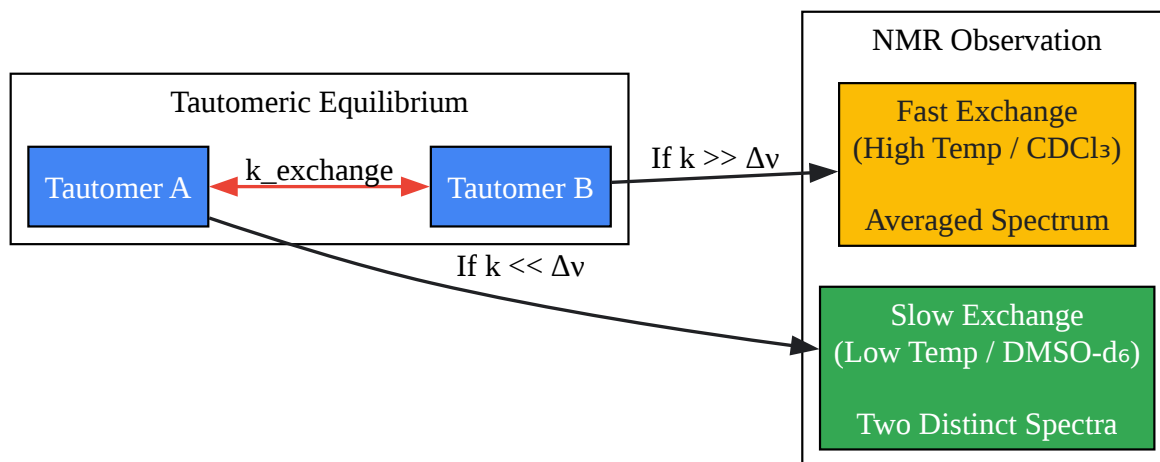 NMR Observation
Tautomeric Equilibrium
Tautomer A
k_exchange
Tautomer B
If k >> Δν
Fast Exchange
(High Temp / CDCl₃)
Averaged Spectrum
If k << Δν
Slow Exchange
(Low Temp / DMSO-d₆)
Two Distinct Spectra